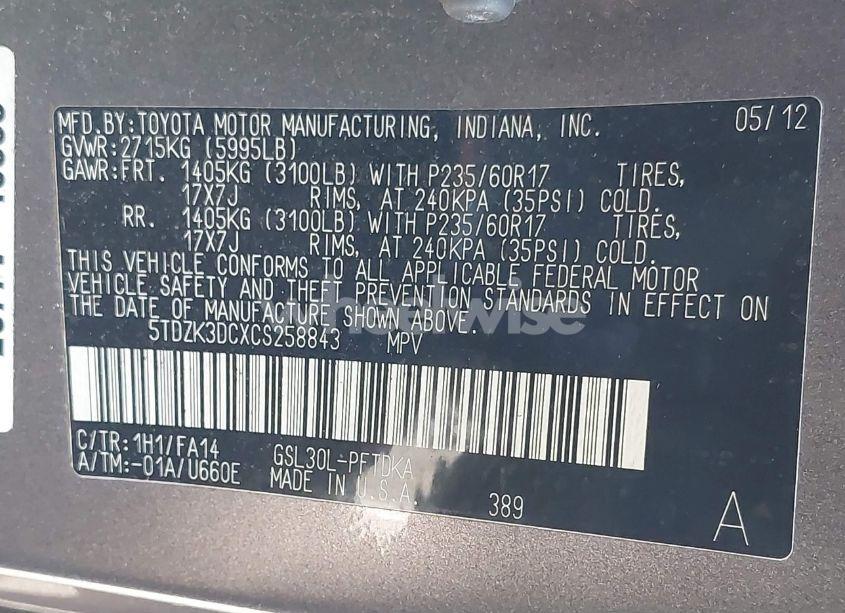 MFD.BY:TOYOTA MOTOR MANUFACTURING, INDIANA, INC. 05/12
GVWR:2715KG (5995LB)
GAWR:FRT. 1405KG (3100LB) WITH P235/60R17 TIRES,
17X7J RIMS, AT 240KPA (35PSI) COLD.
RR. 1405KG (3100LB) WITH P235/60R17 TIRES,
17X7J RIMS, AT 240KPA (35PSI) COLD.
THIS VEHICLE CONFORMS TO ALL APPLICABLE FEDERAL MOTOR
VEHICLE SAFETY AND THEFT PREVENTION STANDARDS IN EFFECT ON
THE DATE OF MANUFACTURE SHOWN ABOVE.
wheelwise
5TDZK3DCXCS258843 MPV
C/TR:1H1/FA14 GSL30L-PFTDKA
A/TM:-01A/U660E MADE IN U.S.A.
389 A